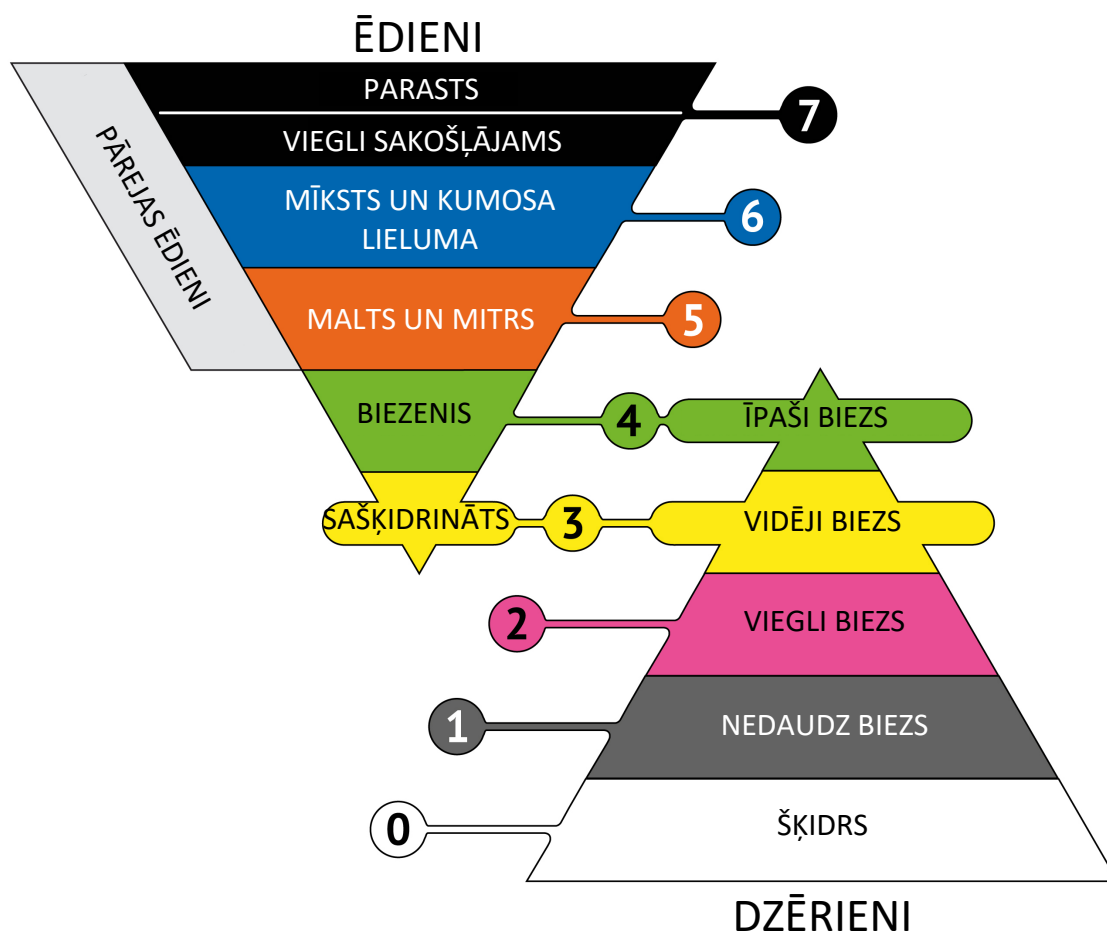 ĒDIENI
PARASTS
7
VIEGLI SAKOŠĻĀJAMS
PĀREJAS ĒDIENI
MĪKSTS UN KUMOSA
LIELUMA
6
MALTS UN MITRS
5
BIEZENIS
4
ĪPAŠI BIEZS
SAŠĶIDRINĀTS
3
VIDĒJI BIEZS
2
VIEGLI BIEZS
1
NEDAUDZ BIEZS
0
ŠĶIDRS
DZĒRIENI